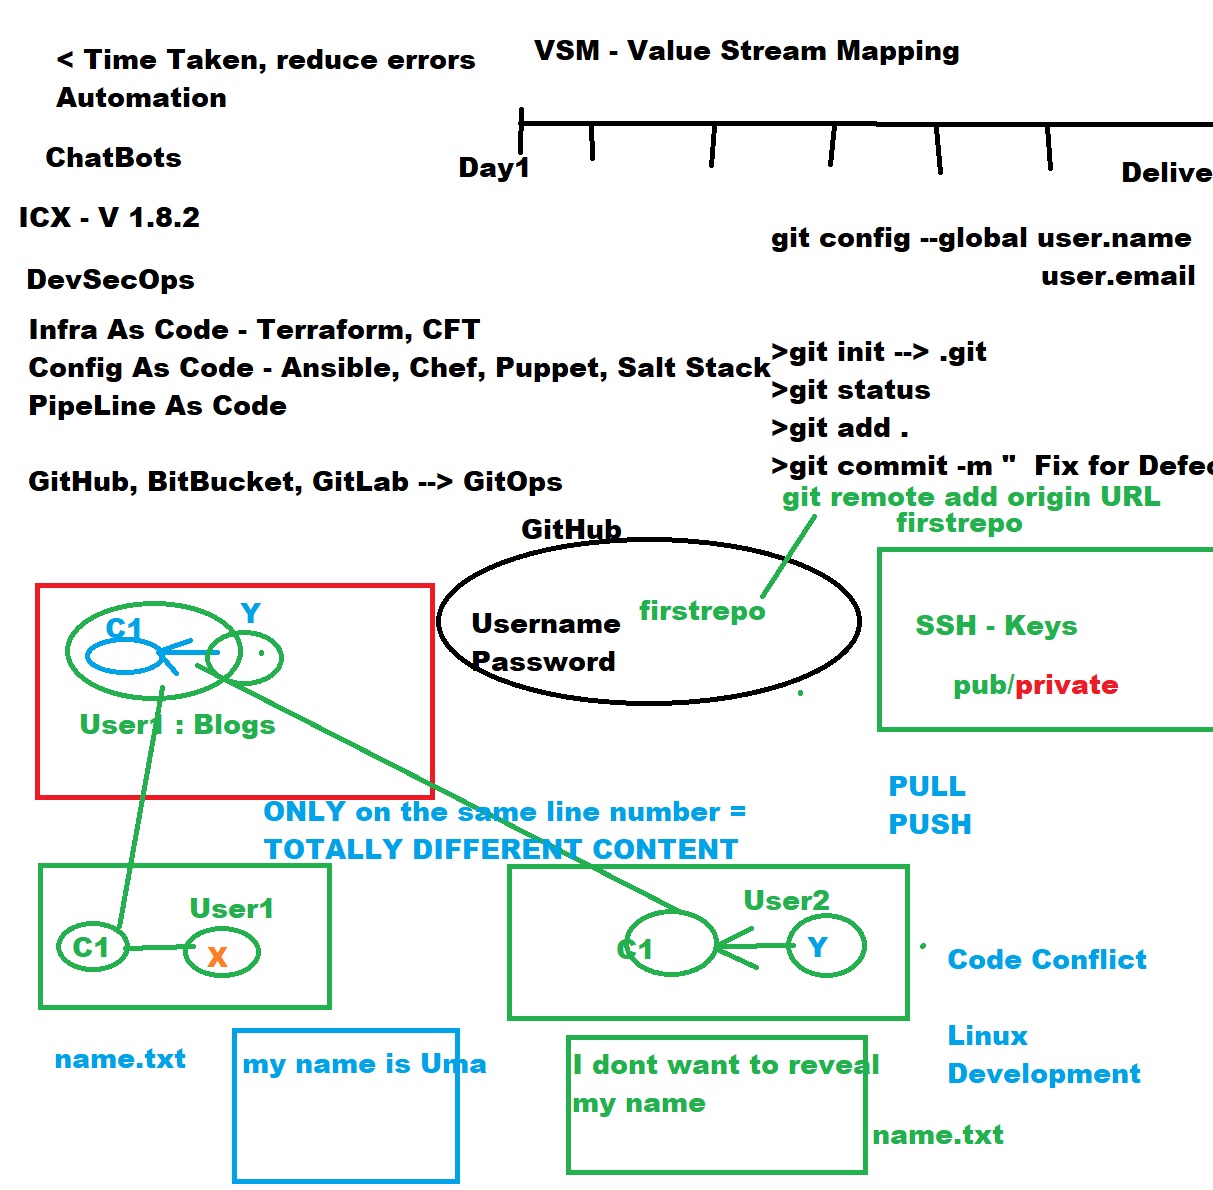 < Time Taken, reduce errors
Automation
VSM - Value Stream Mapping
ChatBots
Day1
Delive
ICX - V 1.8.2
git config --global user.name
user.email
DevSecOps
Infra As Code - Terraform, CFT
Config As Code - Ansible, Chef, Puppet, Salt Stack
PipeLine As Code
>git init --> .git
>git status
>git add .
>git commit -m "  Fix for Defec
GitHub, BitBucket, GitLab --> GitOps
git remote add origin URL
firstrepo
GitHub
Username
Password
firstrepo
SSH - Keys
pub/private
C1
Y
User1 : Blogs
PULL
PUSH
ONLY on the same line number =
TOTALLY DIFFERENT CONTENT
User1
C1
X
User2
C1
Y
Code Conflict
Linux
Development
name.txt
my name is Uma
I dont want to reveal
my name
name.txt